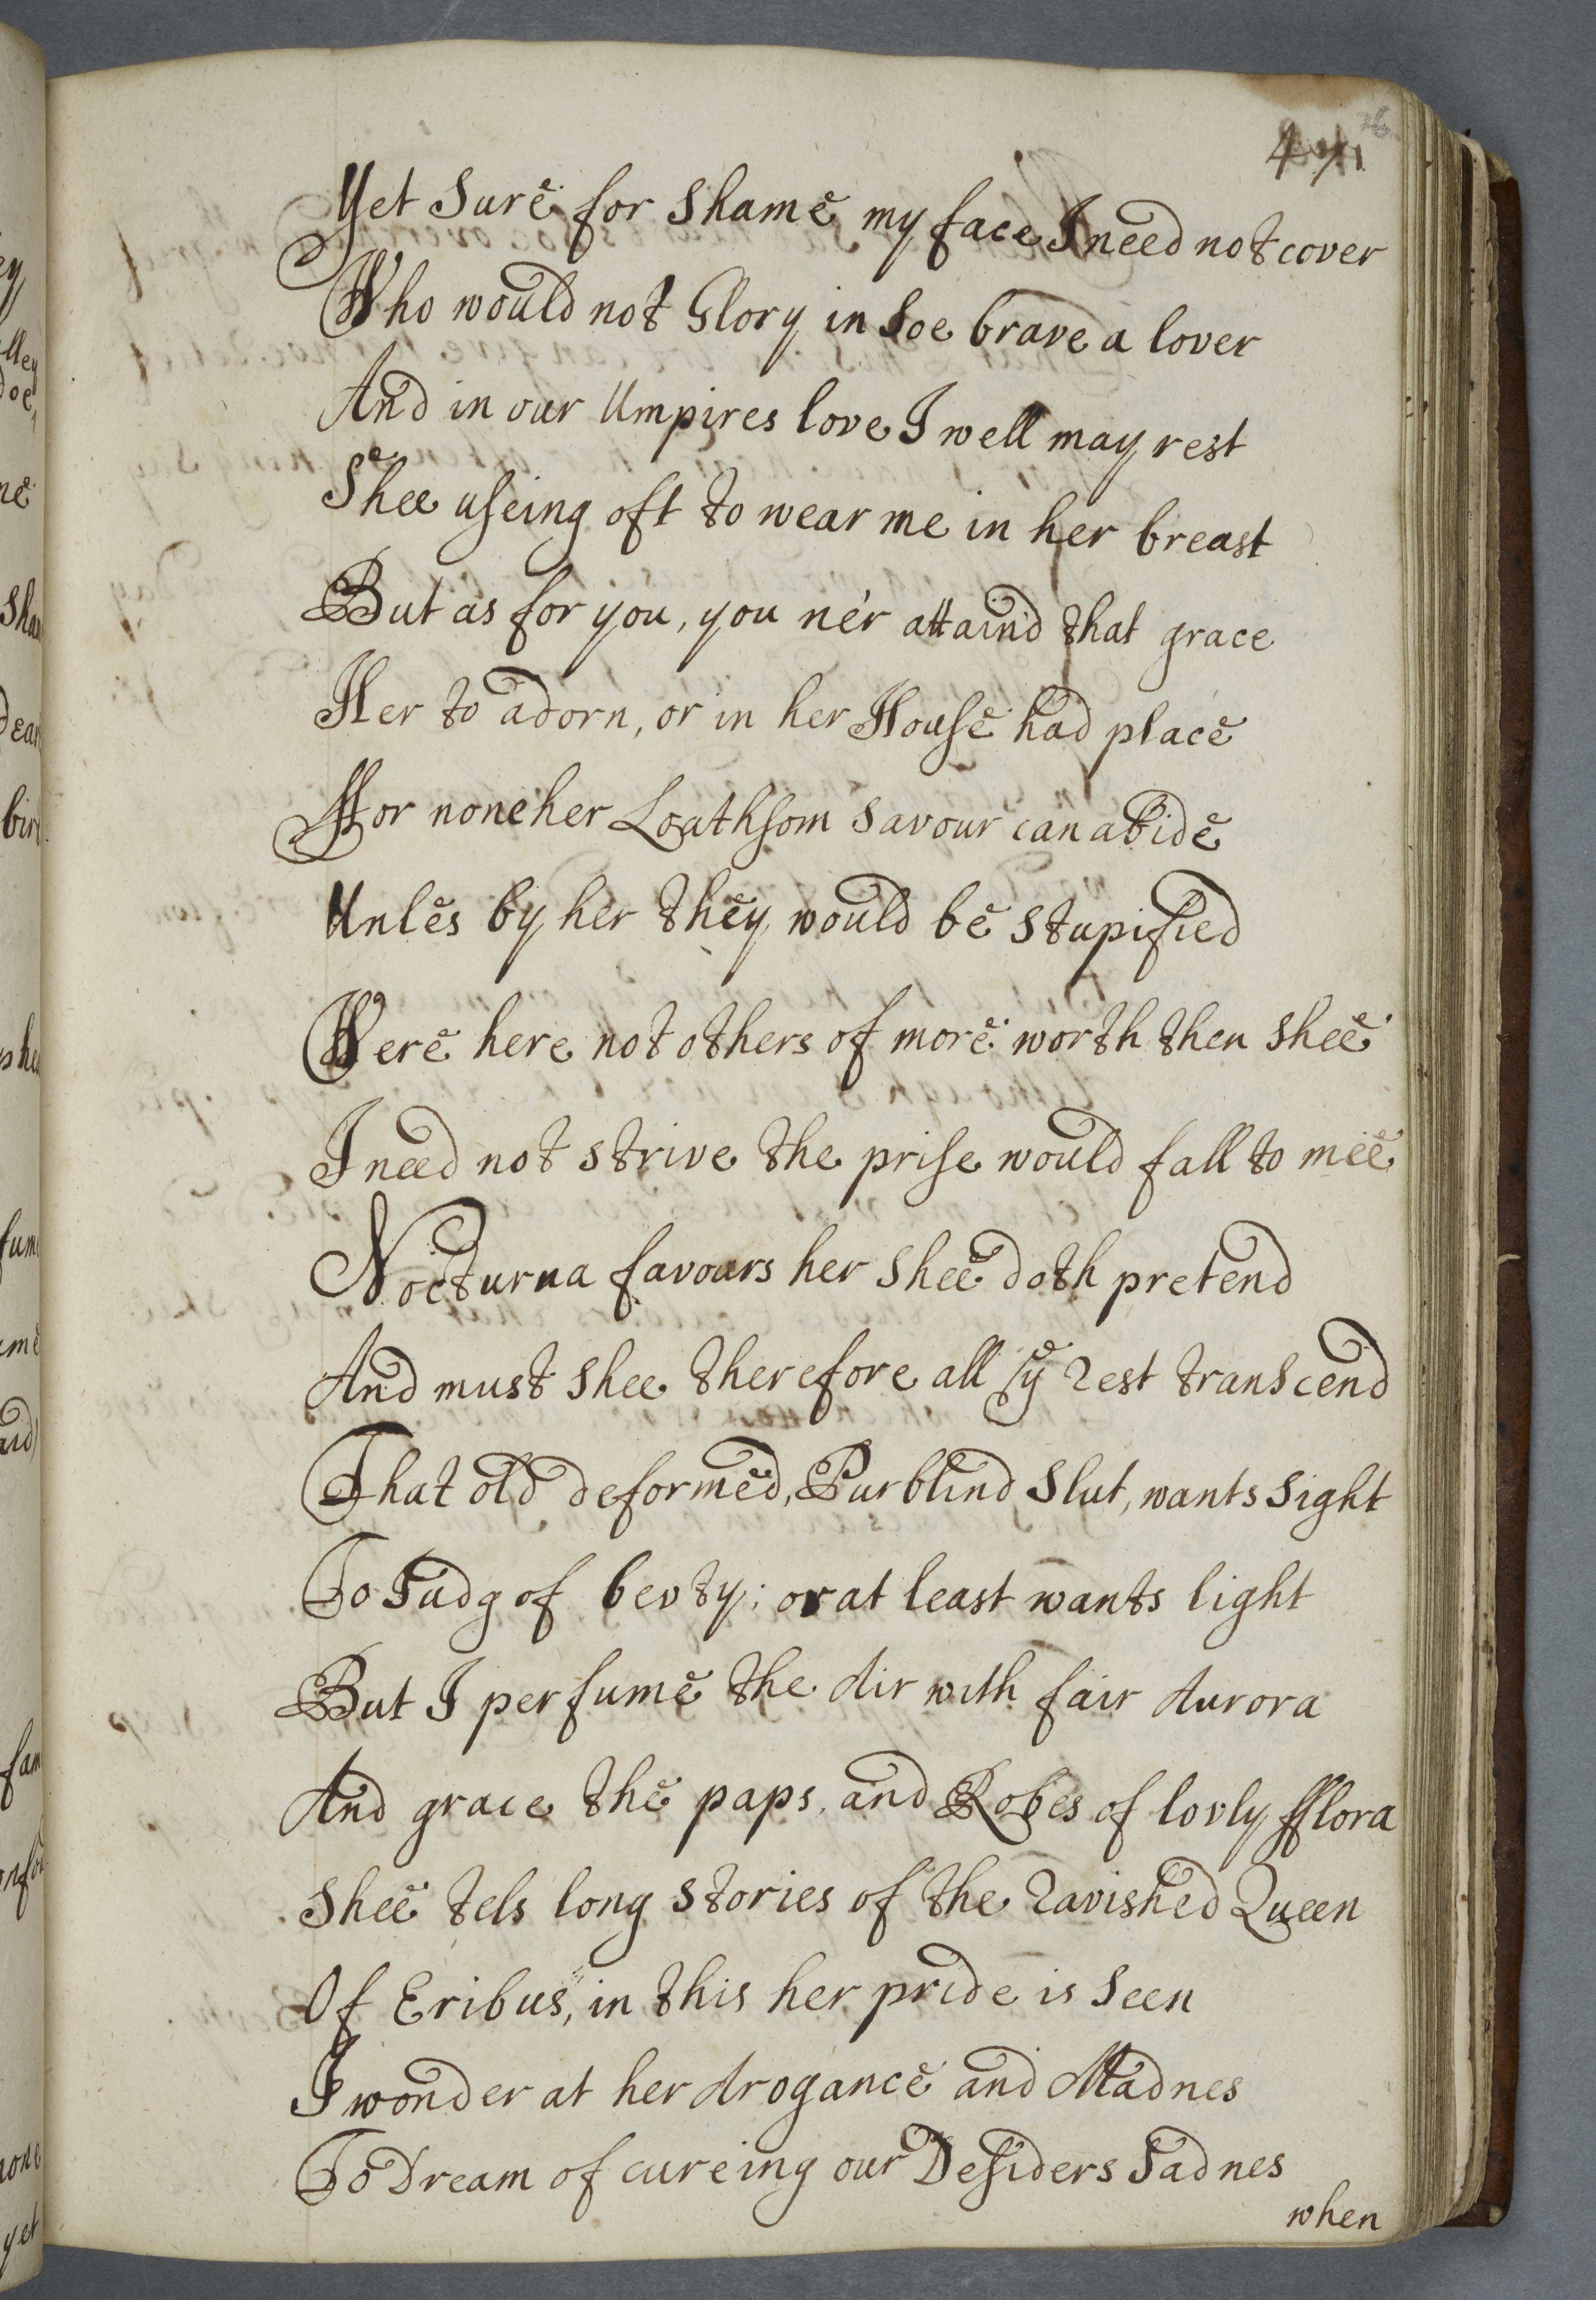 Yet Sure for shame my face I need not cover
Who would not Glory in Soe brave a lover
And in our Umpires love I well may rest
Shee useing oft to wear me in her breast
But as for you, you ne'r attain'd that grace
Her to adorn, or in her House had place
ffor none her Loathsom Savour can abide
Unles by her they would be stupified
Were here not others of more worth then shee
I need not strive the prise would fall to mee
Nocturna favours her shee doth pretend
And must shee therefore all ye Rest transcend
That old deformed, Purblind Slut, wants Sight
To Judg of bevty; or at least wants light
But I perfume the Air with fair Aurora
And grace the paps, and Robes of lovly fflora
Shee tels long stories of the Ravished Queen
Of Eribus, in this her pride is Seen
I wonder at her Arogance and Madnes
To Dream of cureing our Desiders Sadnes
when